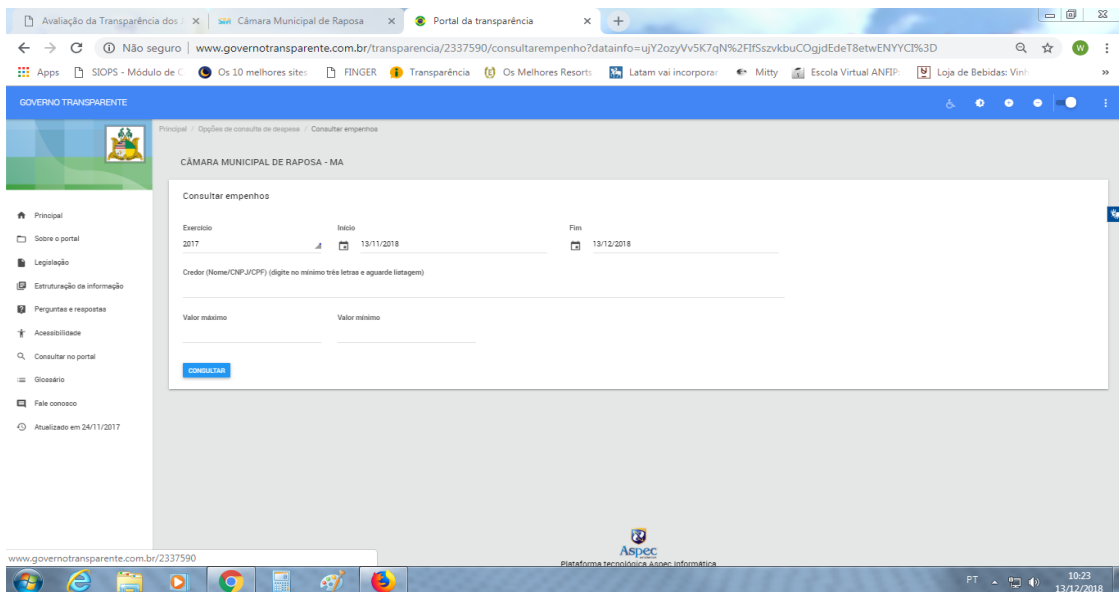 Avaliação da Transparência dos Câmara Municipal de Raposa Portal da transparência
Não seguro | www.governotransparente.com.br/transparencia/2337590/consultarempenho?datainfo=ujY2ozyVv5K7qN%2FIfSszvkbuCOgjdEdeT8etwENYYCI%3D W
Apps SIOPS - Módulo de C Os 10 melhores sites FINGER Transparência Os Melhores Resorts Latam vai incorporar Mitty Escola Virtual ANFIP: Loja de Bebidas: Vinh »
GOVERNO TRANSPARENTE
Principal / Opções de consulta de despesa / Consultar empenhos
CÂMARA MUNICIPAL DE RAPOSA - MA
Consultar empenhos
Exercício Início Fim
2017 13/11/2018 13/12/2018
Credor (Nome/CNPJ/CPF) (digite no mínimo três letras e aguarde listagem)
Valor máximo Valor mínimo
CONSULTAR
Principal
Sobre o portal
Legislação
Estruturação da informação
Perguntas e respostas
Acessibilidade
Consultar no portal
Glossário
Fale conosco
Atualizado em 24/11/2017
Aspec
Plataforma tecnológica Aspec Informática
www.governotransparente.com.br/2337590
PT 10:23
13/12/2018